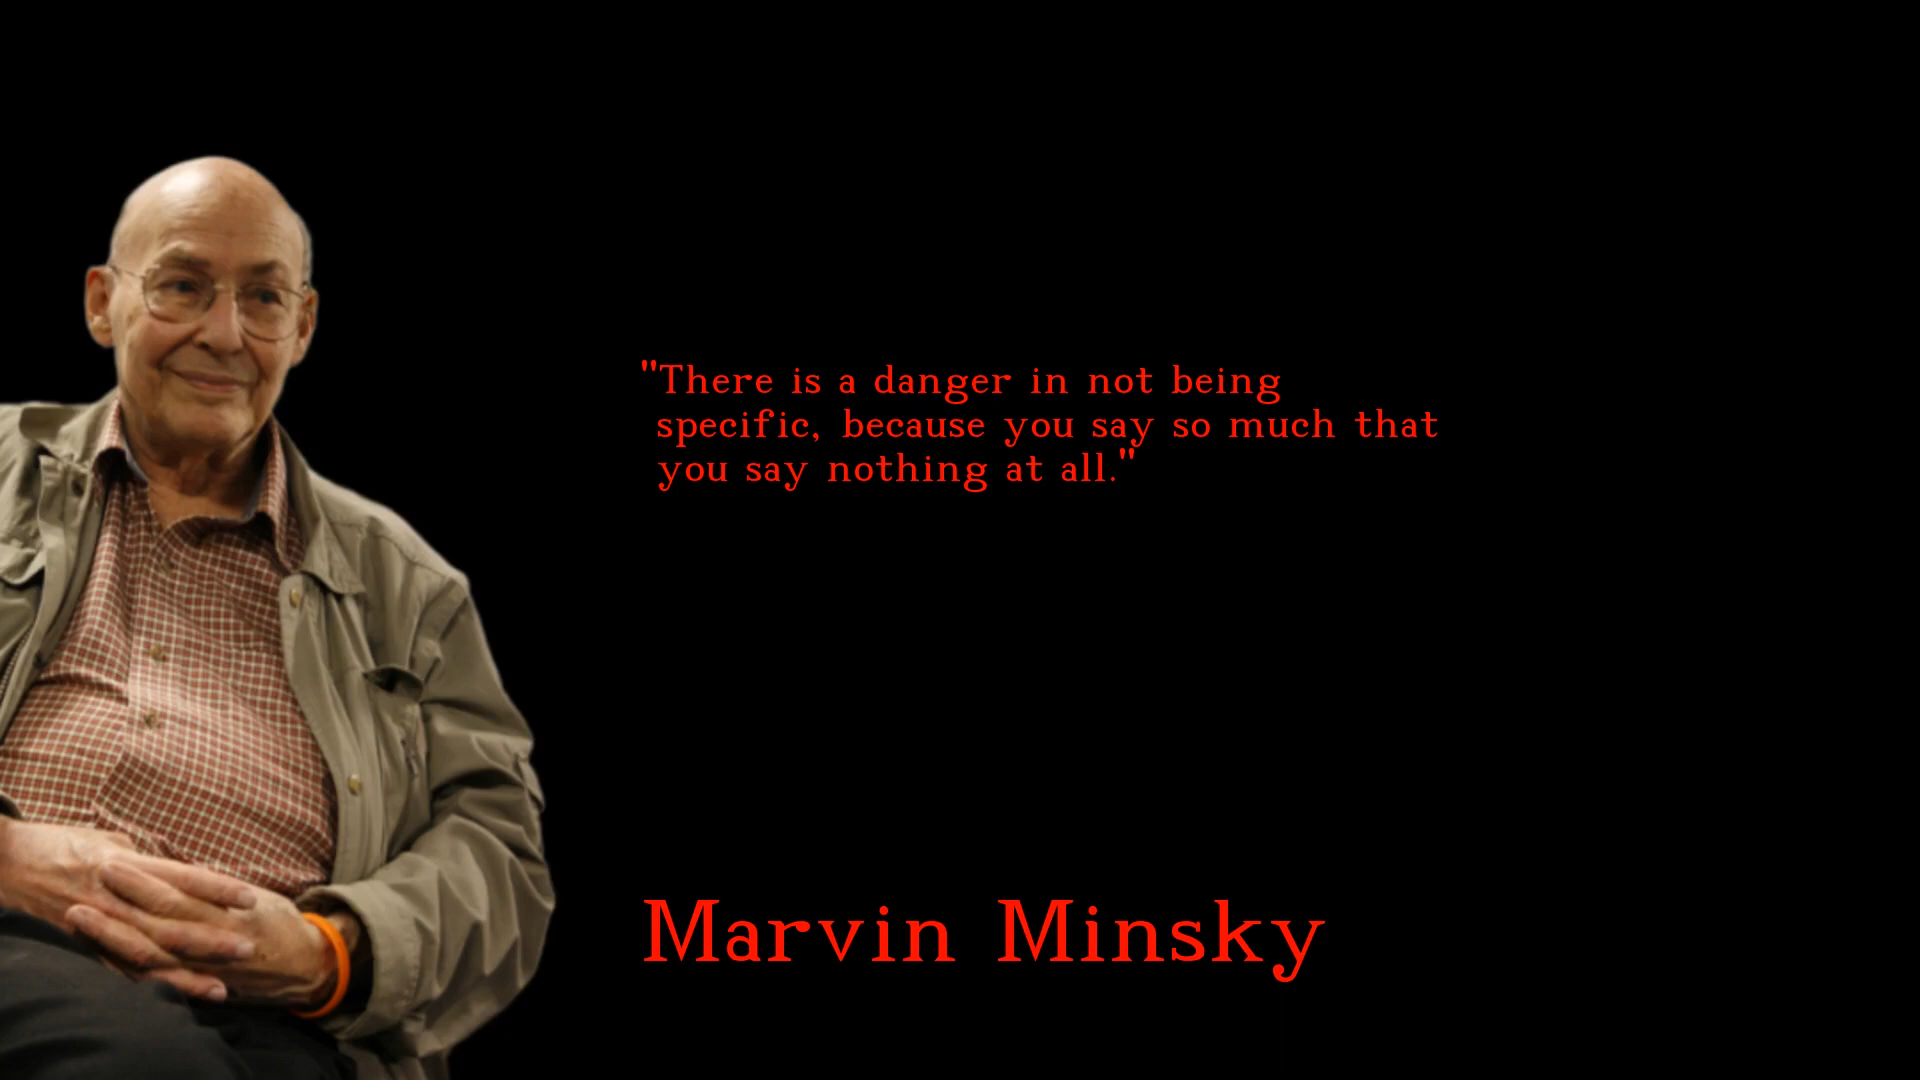 "There is a danger in not being
specific, because you say so much that
you say nothing at all."
Marvin Minsky